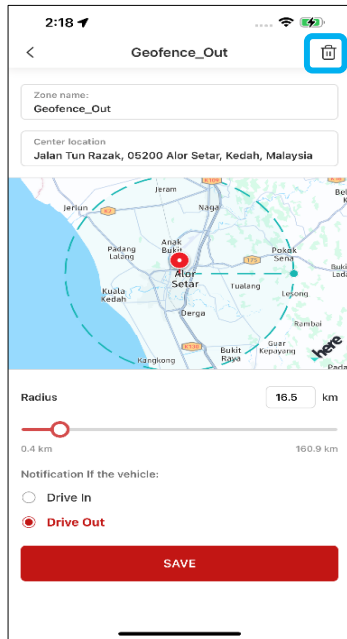 2:18
Geofence_Out
Zone name:
Geofence_Out
Center location
Jalan Tun Razak, 05200 Alor Setar, Kedah, Malaysia
Jeram
Jerlun
Naga
Padang
Lalang
Anak
Bukit
Pokok
Sena
Alor
Setar
Kuala
Kedah
Tualang
Lesong
Derga
Rambai
Kangkong
Bukit
Raya
Guar
Kepayang
here
Radius
16.5 km
0.4 km
160.9 km
Notification If the vehicle:
Drive In
Drive Out
SAVE